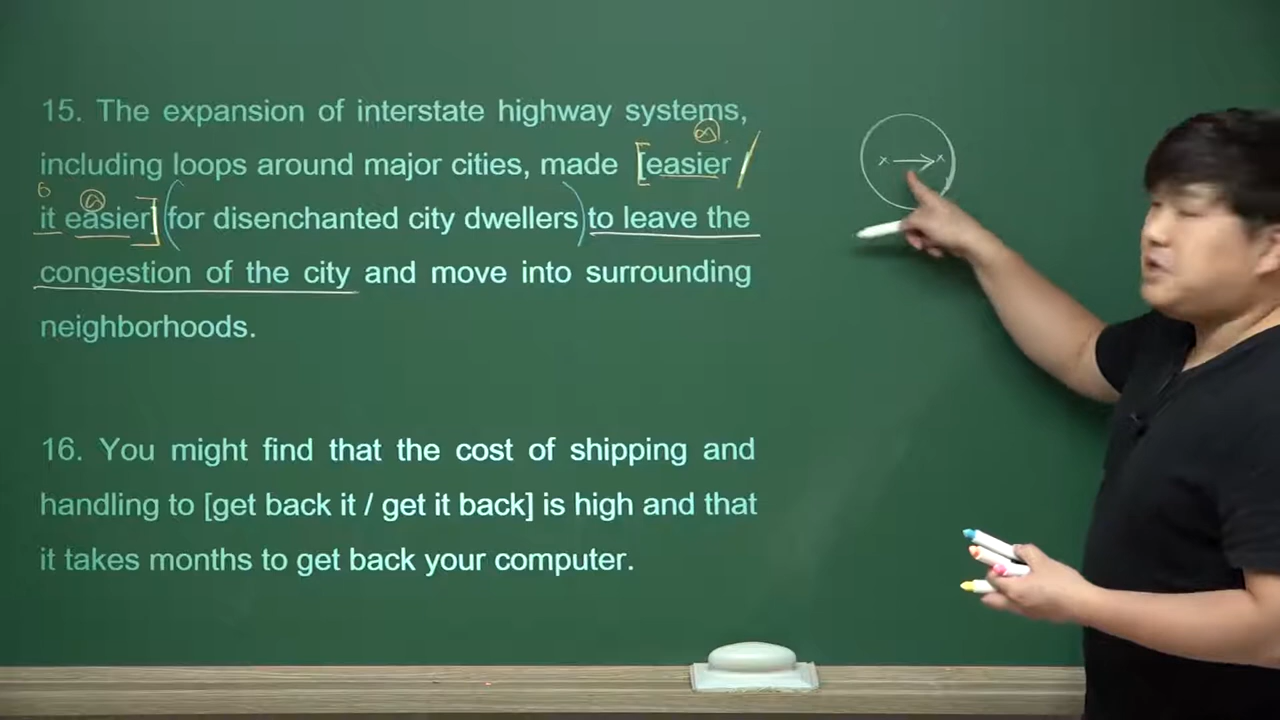 15. The expansion of interstate highway systems,
including loops around major cities, made [easier /
it easier] (for disenchanted city dwellers) to leave the
congestion of the city and move into surrounding
neighborhoods.
x → x
16. You might find that the cost of shipping and
handling to [get back it / get it back] is high and that
it takes months to get back your computer.